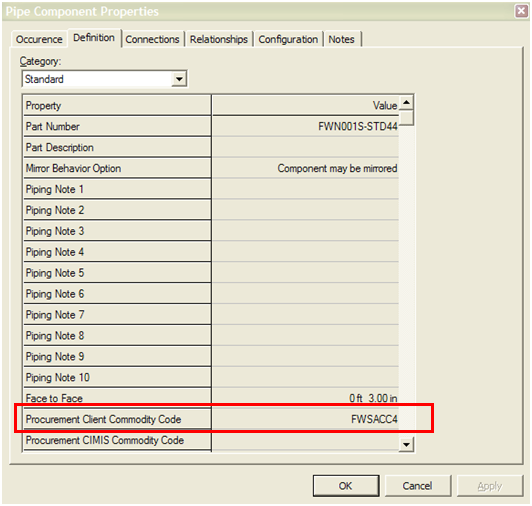 Pipe Component Properties
Occurence Definition Connections Relationships Configuration Notes
Category:
Standard
Property Value
Part Number FWN001S-STD44
Part Description
Mirror Behavior Option Component may be mirrored
Piping Note 1
Piping Note 2
Piping Note 3
Piping Note 4
Piping Note 5
Piping Note 6
Piping Note 7
Piping Note 8
Piping Note 9
Piping Note 10
Face to Face 0 ft 3.00 in
Procurement Client Commodity Code FWSACC4
Procurement CIMIS Commodity Code
OK Cancel Apply